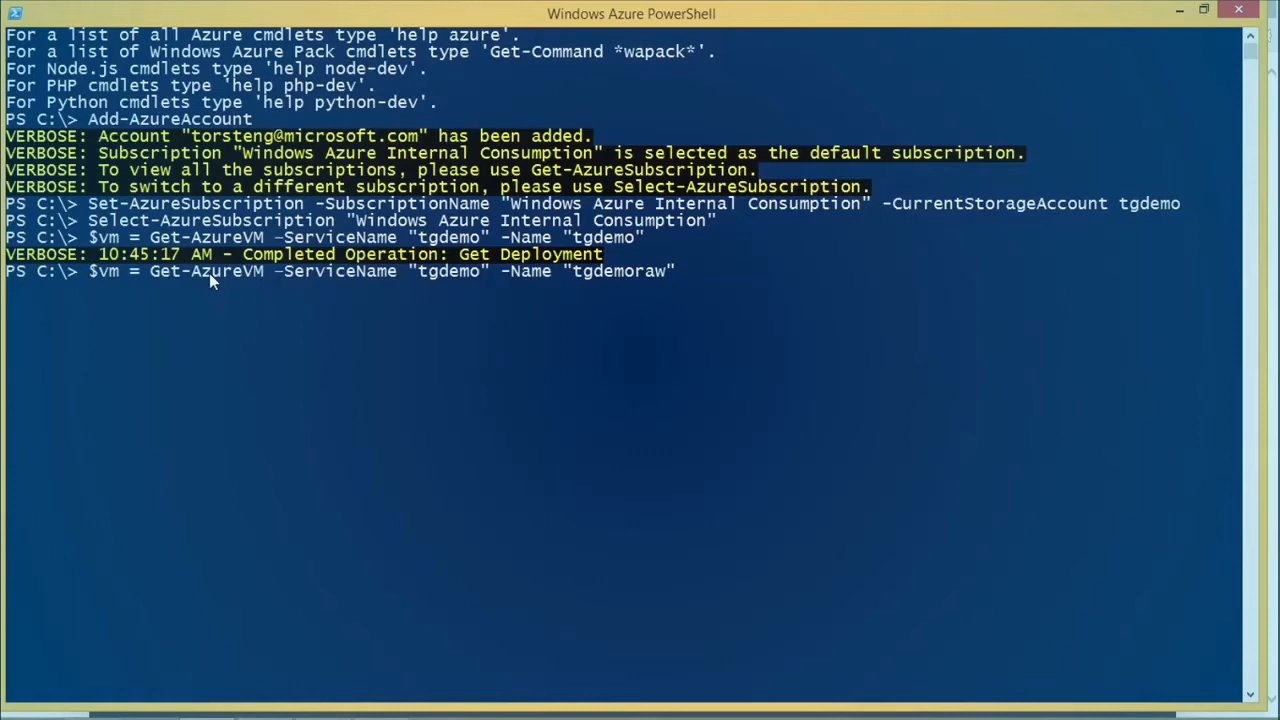 Windows Azure PowerShell
For a list of all Azure cmdlets type 'help azure'.
For a list of Windows Azure Pack cmdlets type 'Get-Command *wapack*'.
For Node.js cmdlets type 'help node-dev'.
For PHP cmdlets type 'help php-dev'.
For Python cmdlets type 'help python-dev'.
PS C:\> Add-AzureAccount
VERBOSE: Account "torsteng@microsoft.com" has been added.
VERBOSE: Subscription "Windows Azure Internal Consumption" is selected as the default subscription.
VERBOSE: To view all the subscriptions, please use Get-AzureSubscription.
VERBOSE: To switch to a different subscription, please use Select-AzureSubscription.
PS C:\> Set-AzureSubscription -SubscriptionName "Windows Azure Internal Consumption" -CurrentStorageAccount tgdemo
PS C:\> Select-AzureSubscription "Windows Azure Internal Consumption"
PS C:\> $vm = Get-AzureVM –ServiceName "tgdemo" -Name "tgdemo"
VERBOSE: 10:45:17 AM - Completed Operation: Get Deployment
PS C:\> $vm = Get-AzureVM –ServiceName "tgdemo" -Name "tgdemoraw"